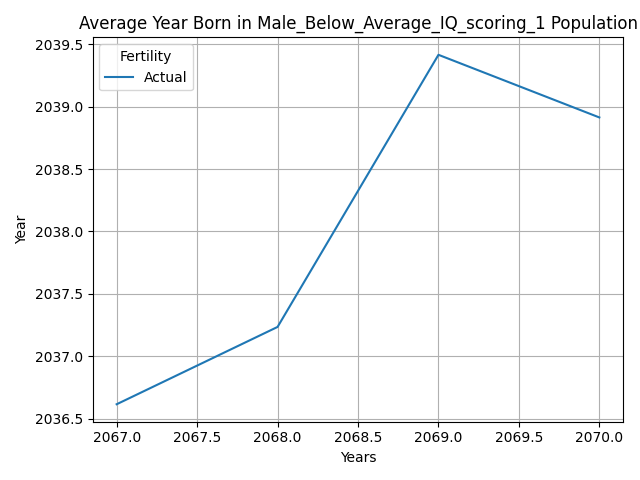 Average Year Born in Male_Below_Average_IQ_scoring_1 Population
2039.5
Fertility
Actual
2039.0
2038.5
2038.0
2037.5
2037.0
2036.5
Year
2067.0 2067.5 2068.0 2068.5 2069.0 2069.5 2070.0
Years